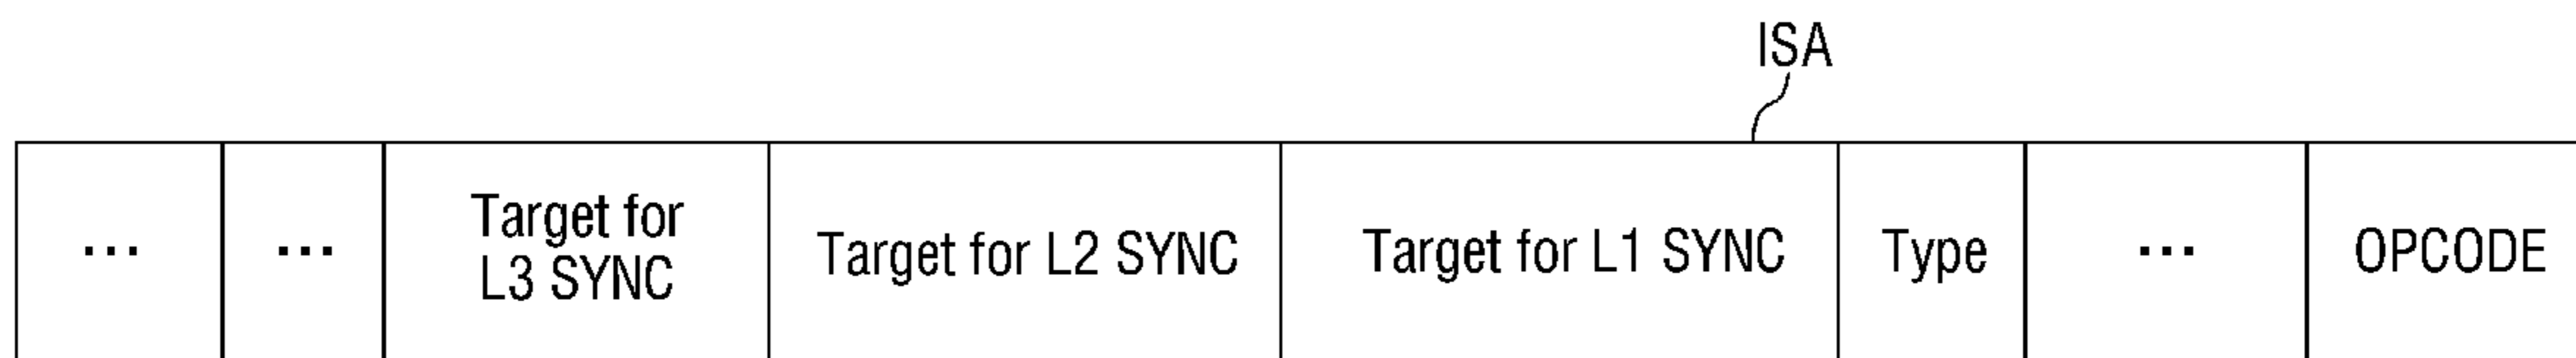 ISA
...
...
Target for
L3 SYNC
Target for L2 SYNC
Target for L1 SYNC
Type
...
OPCODE